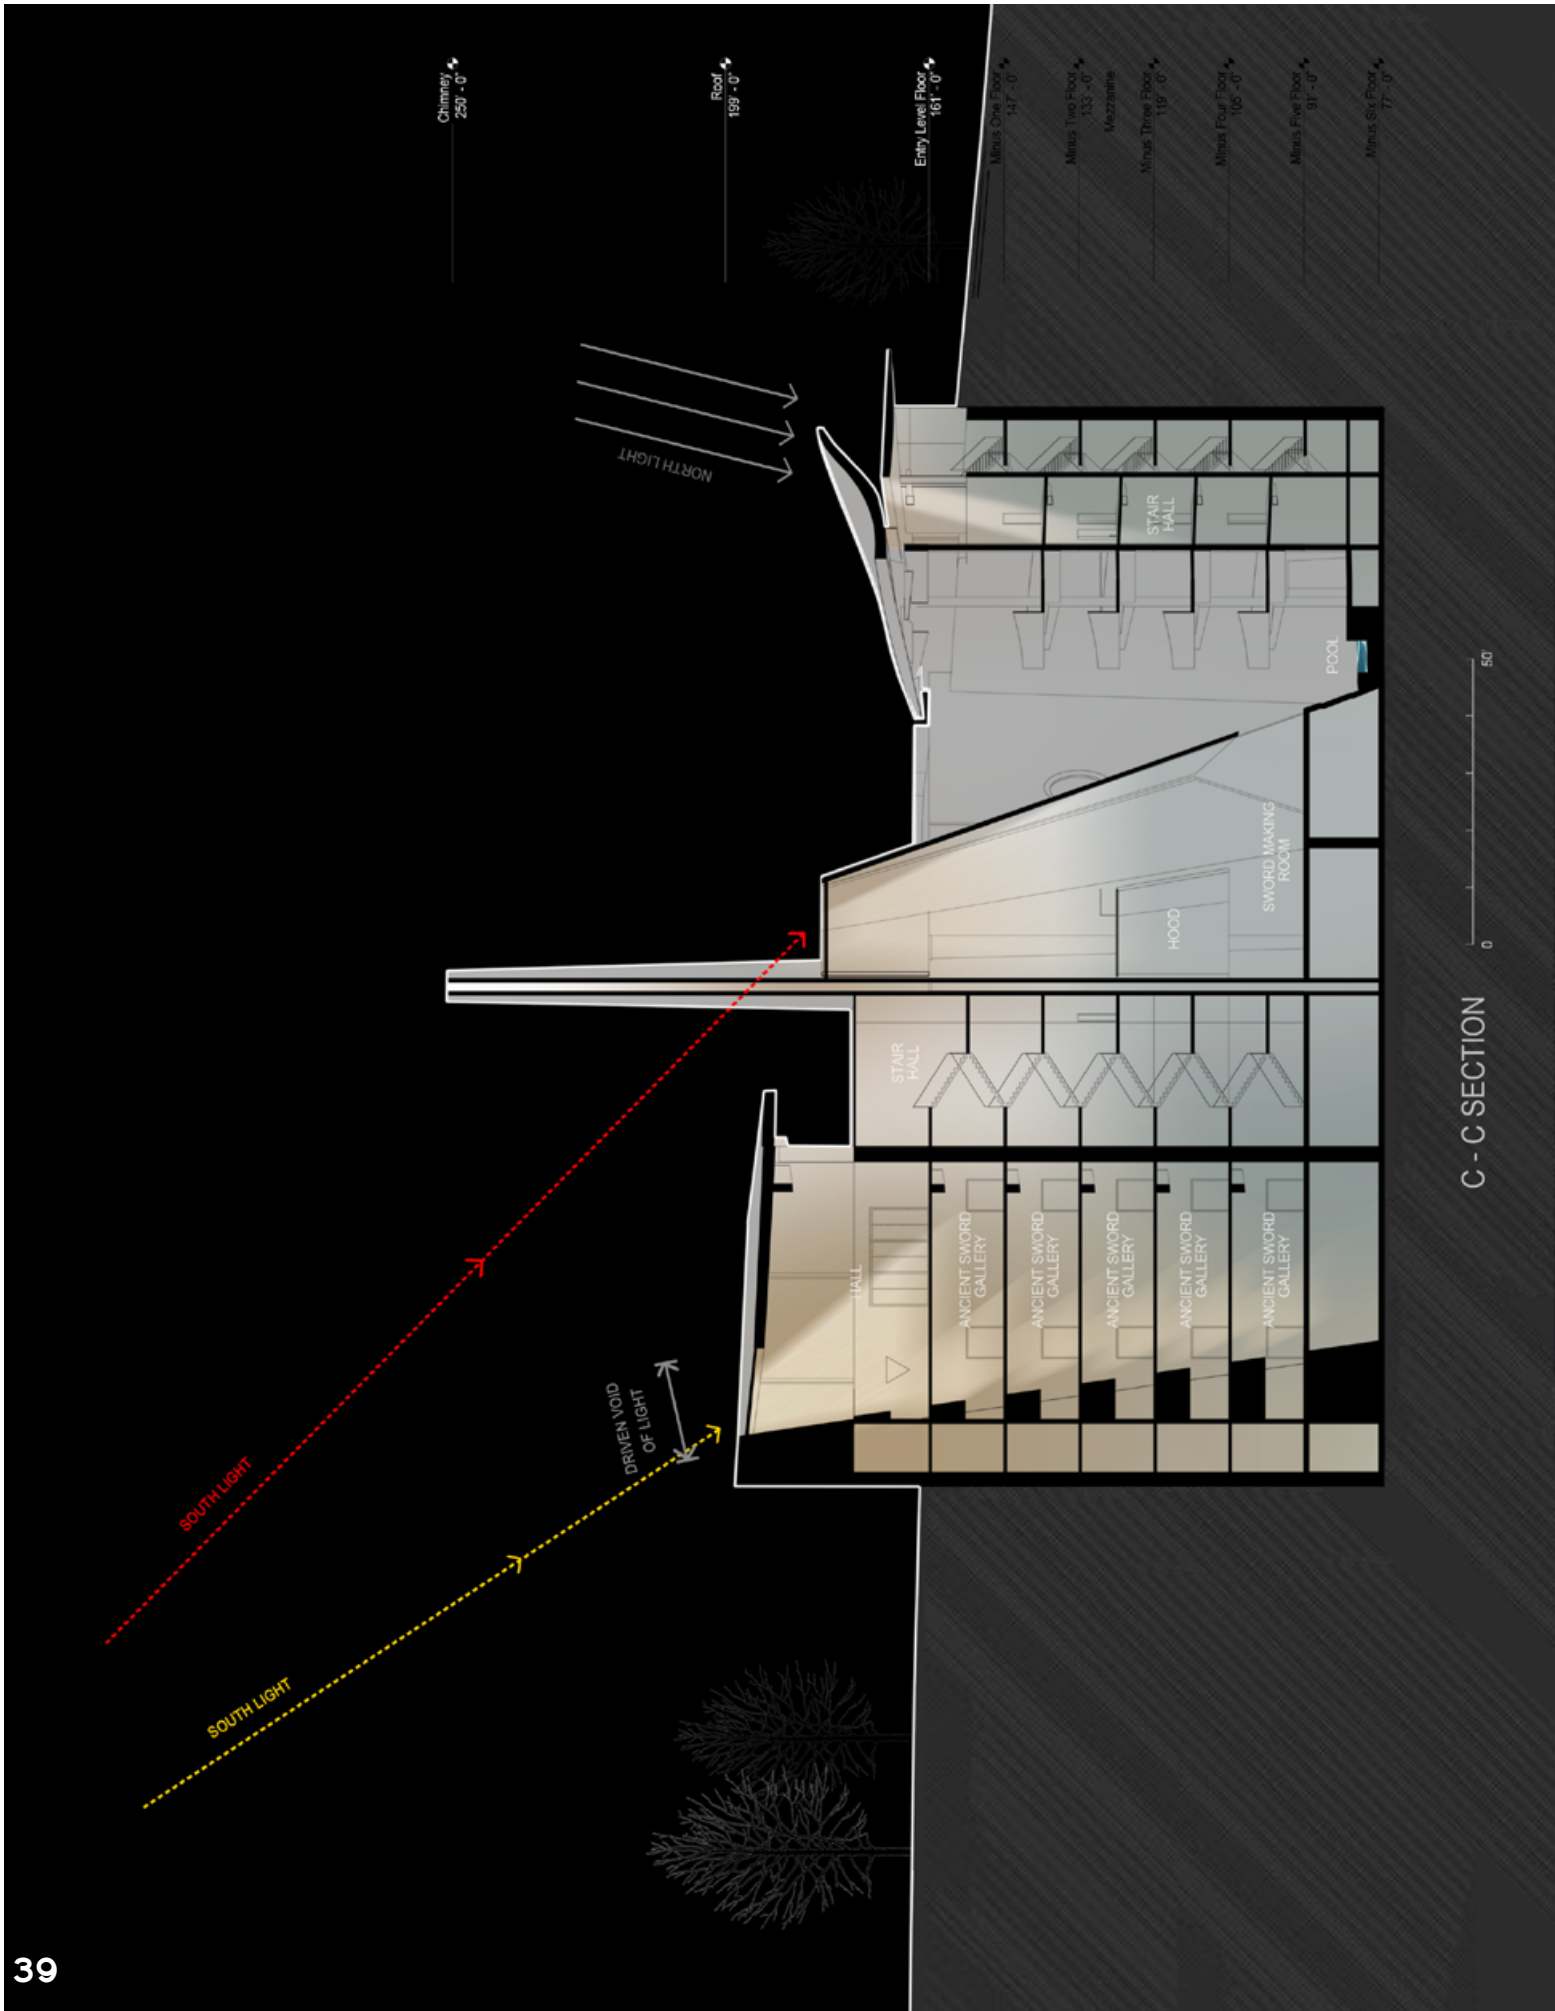 Chimney
250' - 0"
Roof
199' - 0"
Entry Level Floor
161' - 0"
Minus One Floor
147' - 0"
Minus Two Floor
133' - 0"
Mezzanine
Minus Three Floor
119' - 0"
Minus Four Floor
105' - 0"
Minus Five Floor
91' - 0"
Minus Six Floor
77' - 0"
SOUTH LIGHT
SOUTH LIGHT
DRIVEN VOID
OF LIGHT
NORTH LIGHT
HALL
ANCIENT SWORD
GALLERY
ANCIENT SWORD
GALLERY
ANCIENT SWORD
GALLERY
ANCIENT SWORD
GALLERY
ANCIENT SWORD
GALLERY
STAIR
HALL
HOOD
SWORD MAKING
ROOM
POOL
STAIR
HALL
C - C SECTION
0
50'
39